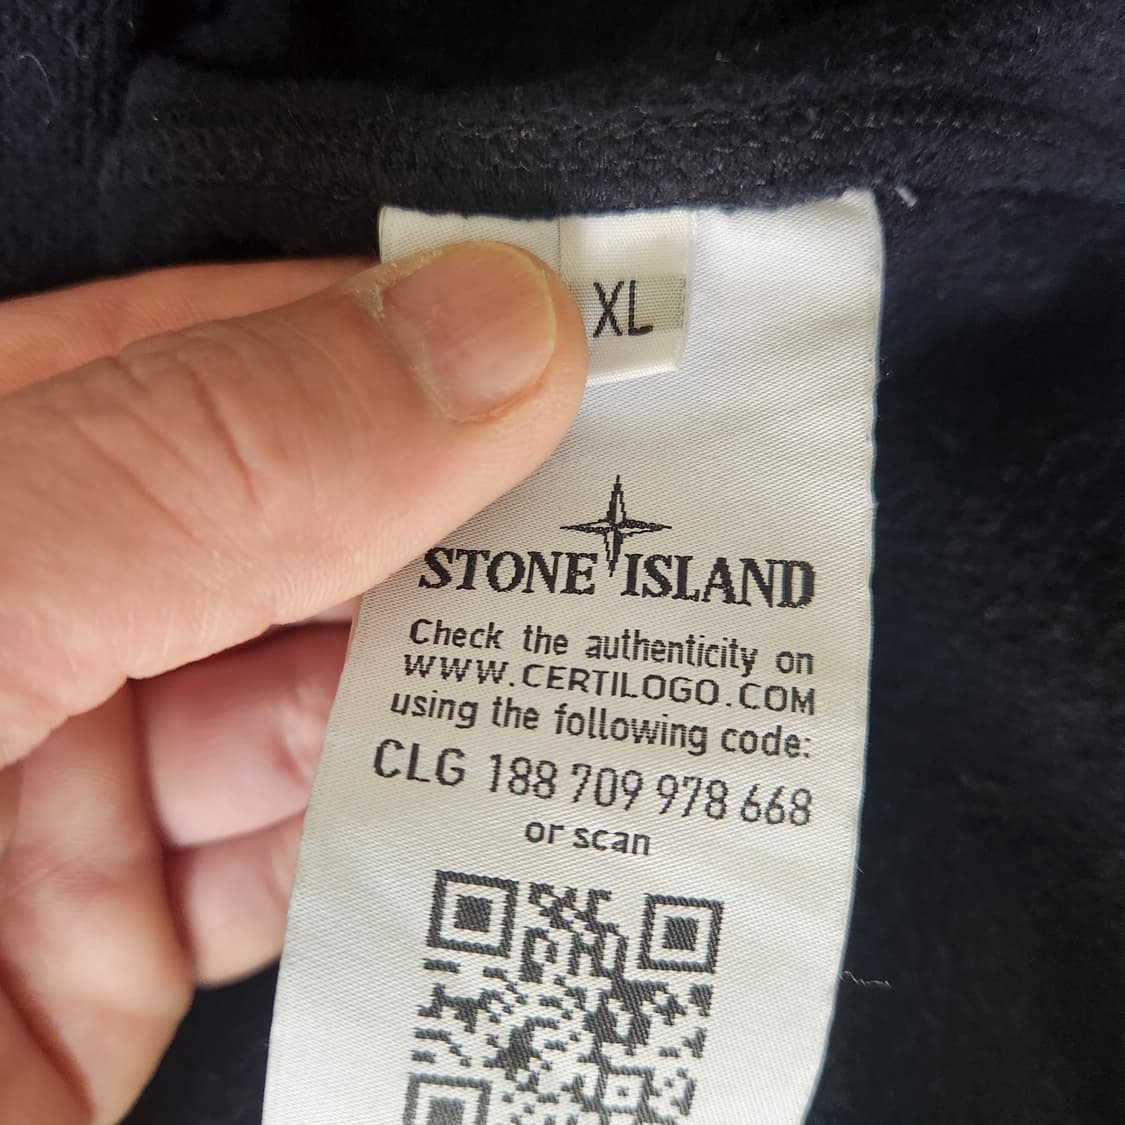 XL
STONE ISLAND
Check the authenticity on
WWW.CERTILOGO.COM
using the following code:
CLG 188 709 978 668
or scan